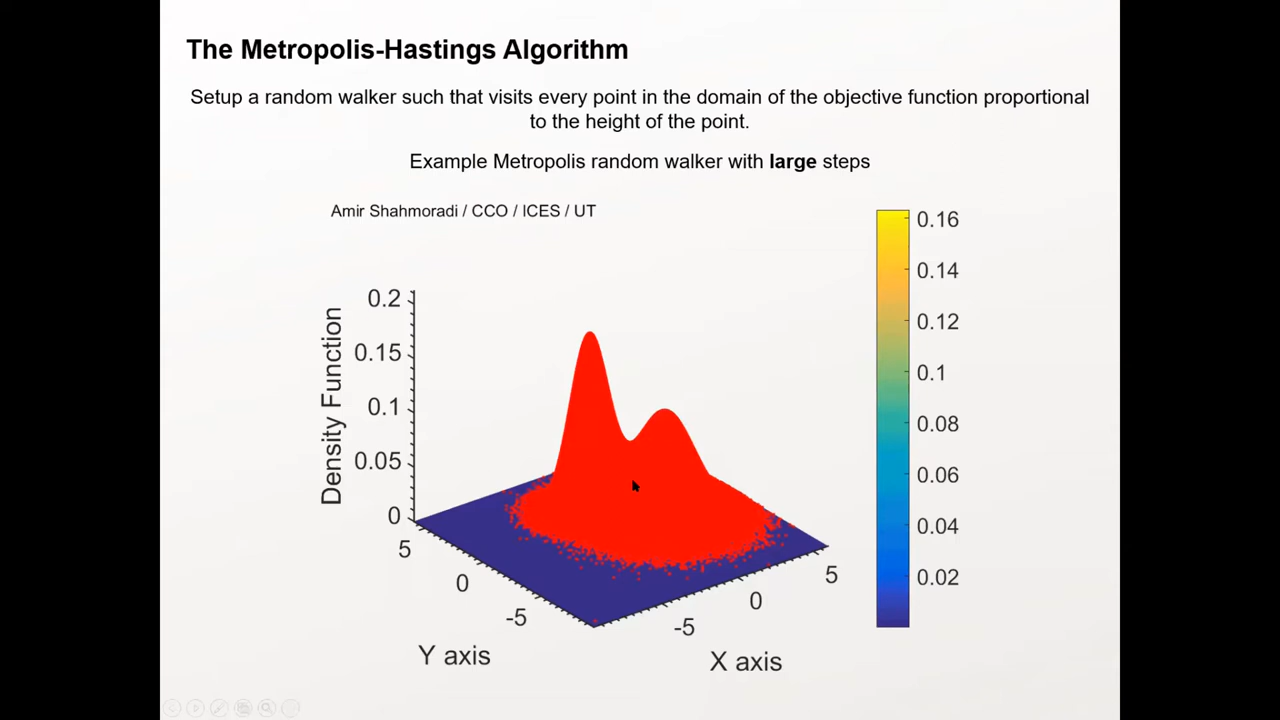 The Metropolis-Hastings Algorithm
Setup a random walker such that visits every point in the domain of the objective function proportional
to the height of the point.
Example Metropolis random walker with large steps
Amir Shahmoradi / CCO / ICES / UT
0.16
0.14
0.12
0.1
0.08
0.06
0.04
0.02
Density Function
0.2
0.15
0.1
0.05
0
5
0
-5
Y axis
-5
0
5
X axis